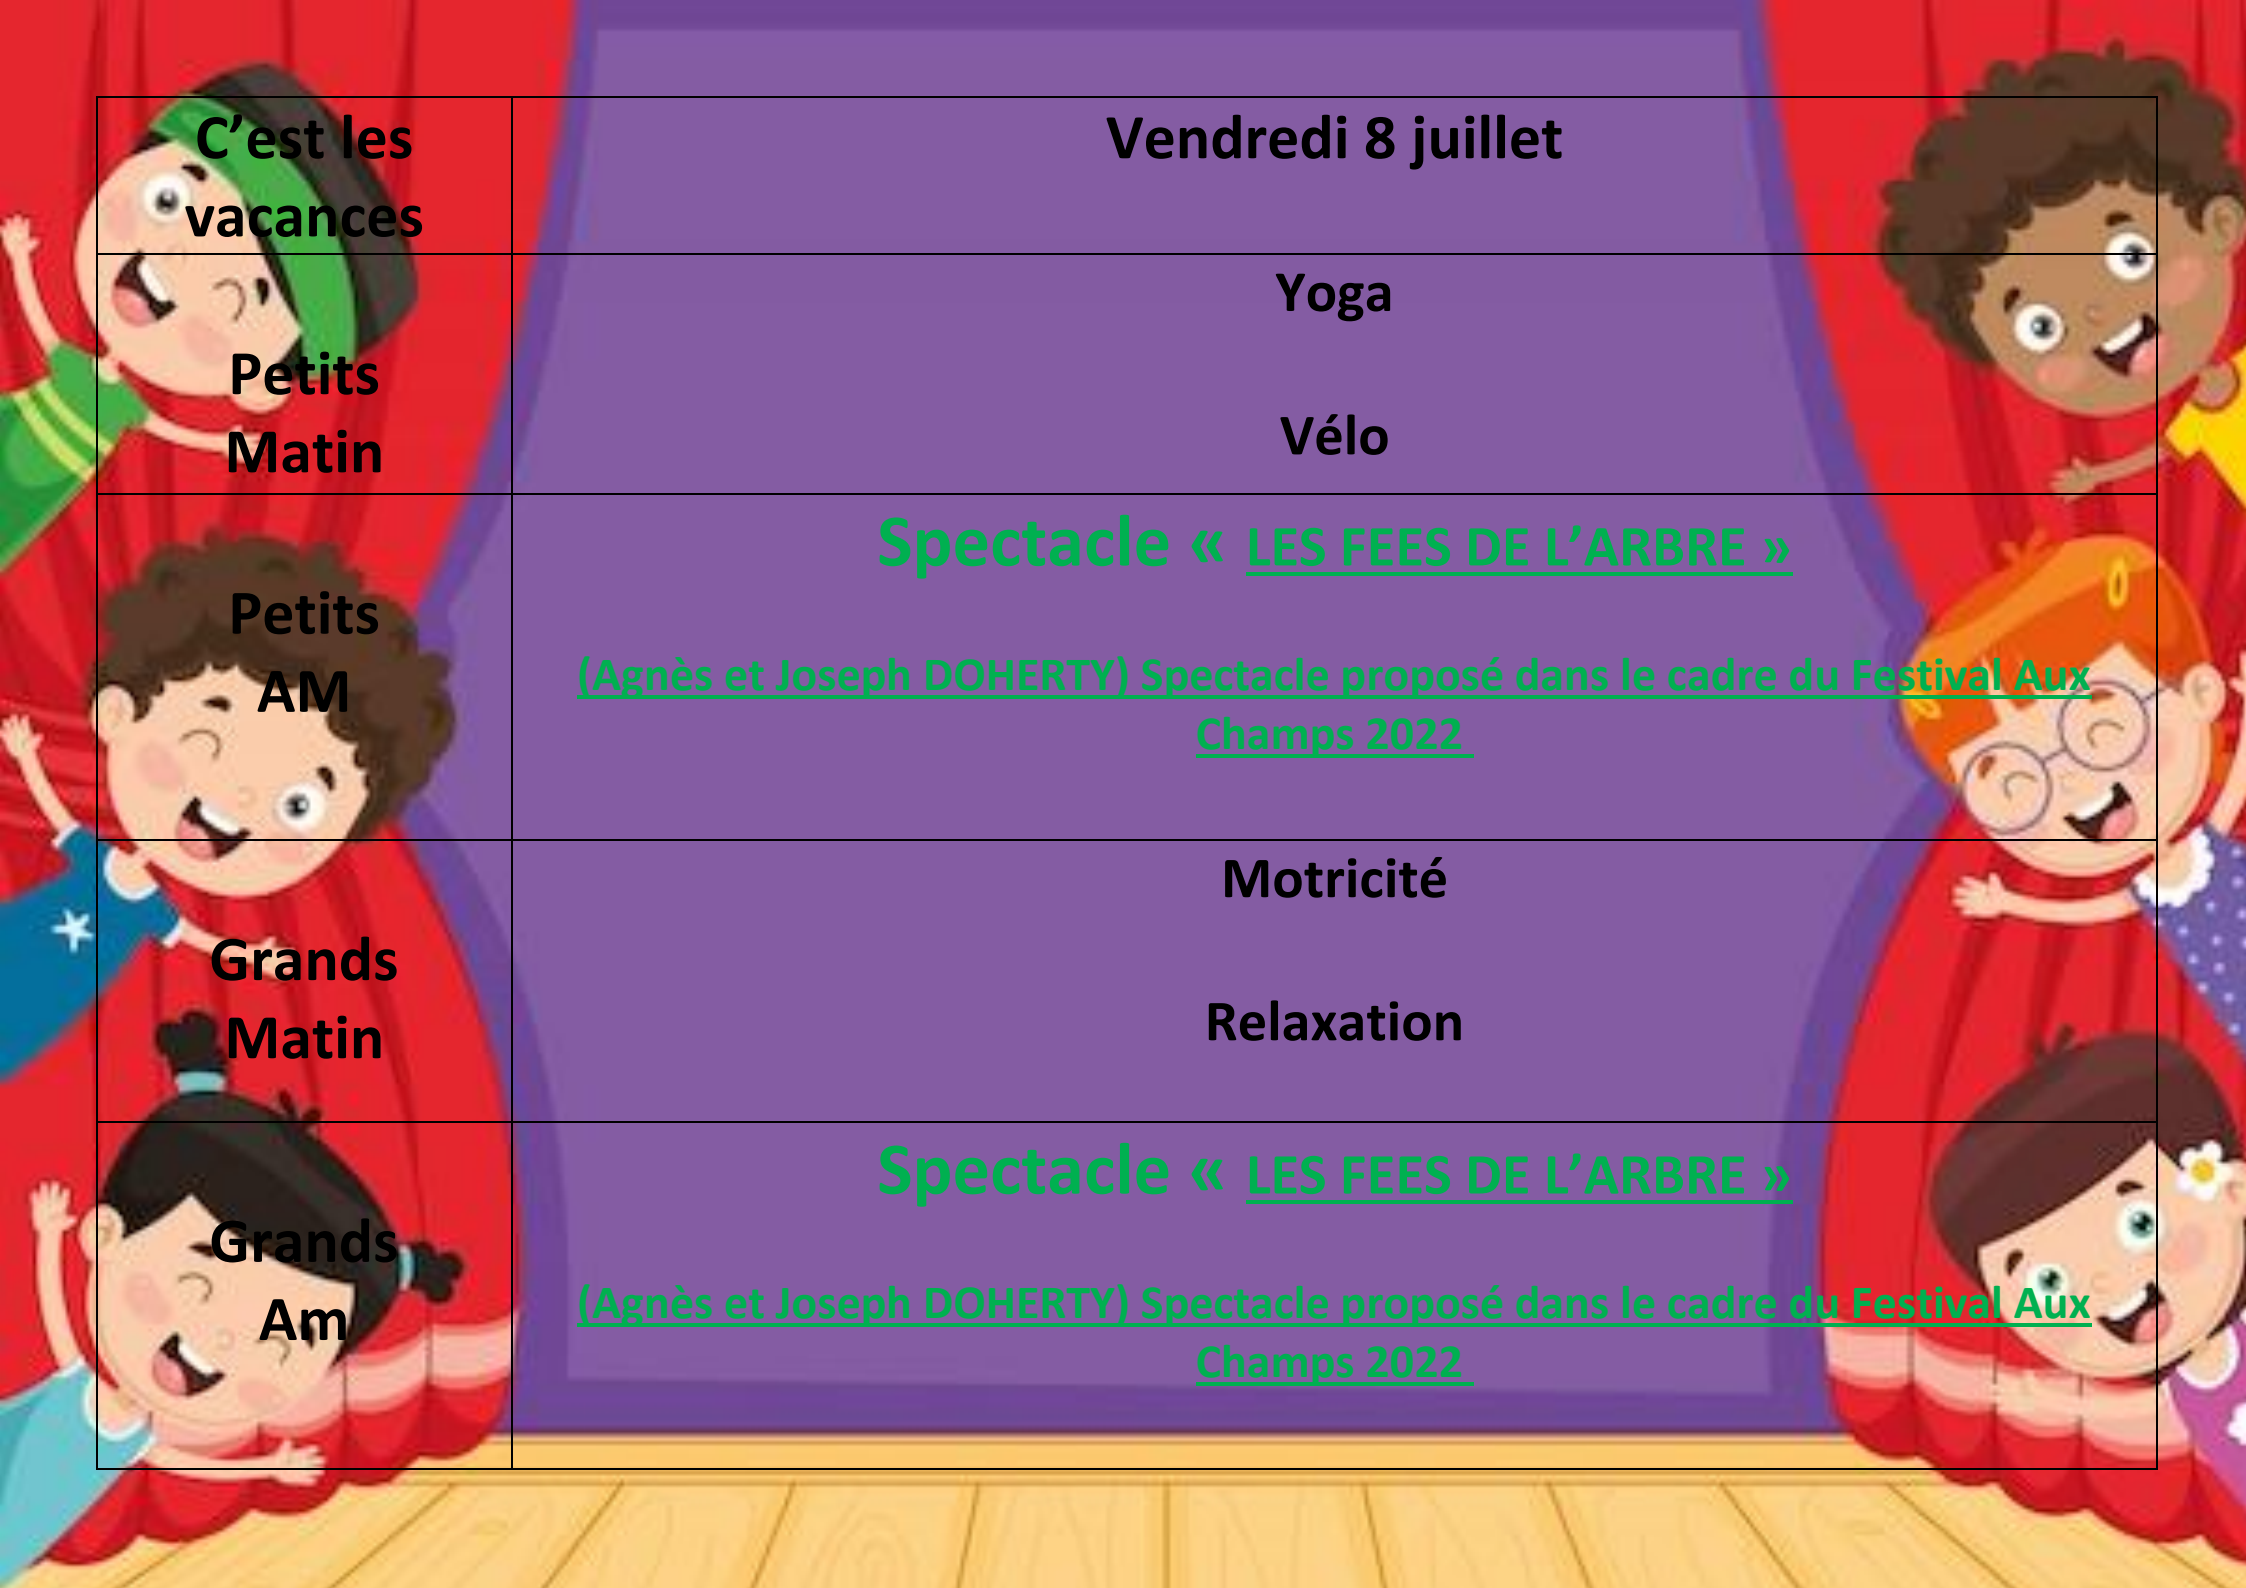 C’est les
vacances
Vendredi 8 juillet
Petits
Matin
Yoga
Vélo
Petits
AM
Spectacle « LES FEES DE L’ARBRE »
(Agnès et Joseph DOHERTY) Spectacle proposé dans le cadre du Festival Aux
Champs 2022
Grands
Matin
Motricité
Relaxation
Grands
Am
Spectacle « LES FEES DE L’ARBRE »
(Agnès et Joseph DOHERTY) Spectacle proposé dans le cadre du Festival Aux
Champs 2022